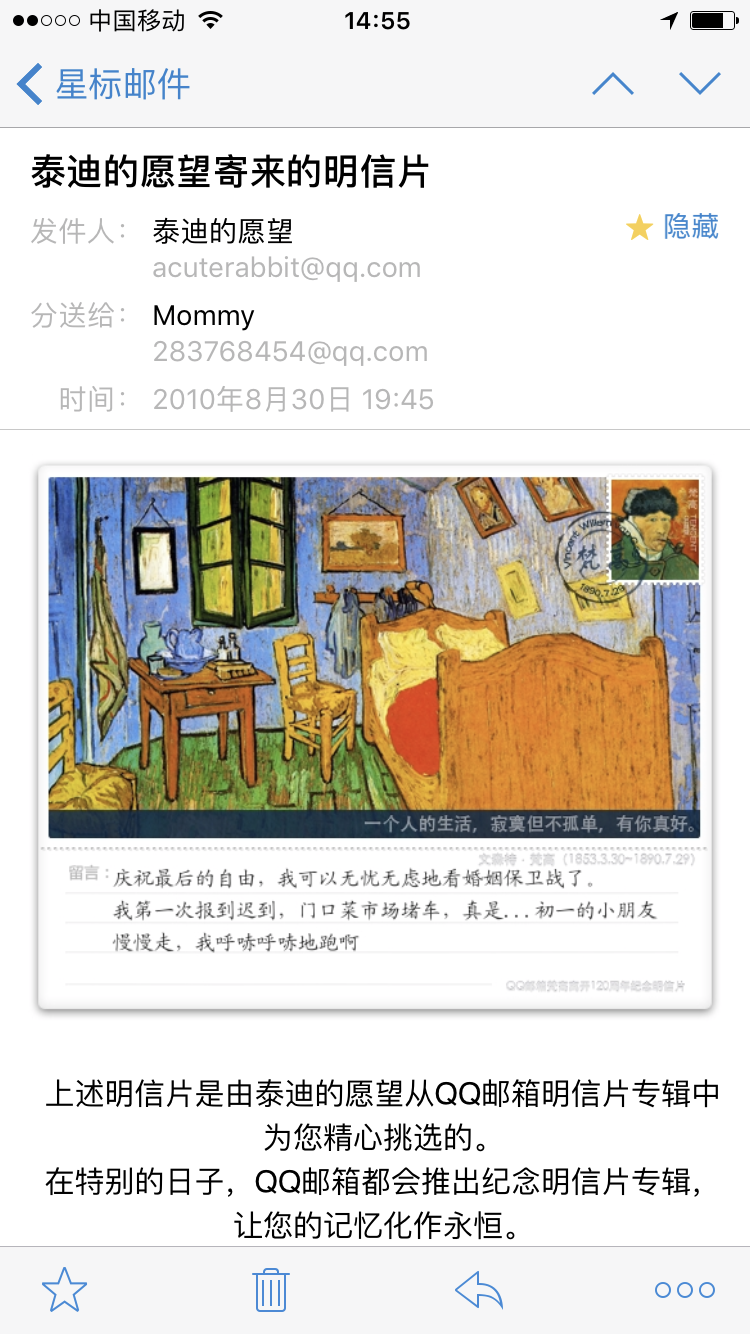 中国移动
14:55
星标邮件
泰迪的愿望寄来的明信片
发件人：
泰迪的愿望
隐藏
acuterabbit@qq.com
分送给：
Mommy
283768454@qq.com
时间：
2010年8月30日 19:45
梵高
TENCENT
Vincent Willem
梵高
1890.7.29
一个人的生活，寂寞但不孤单，有你真好。
文森特·梵高（1853.3.30~1890.7.29）
留言：
庆祝最后的自由，我可以无忧无虑地看婚姻保卫战了。
我第一次报到迟到，门口菜市场堵车，真是...初一的小朋友
慢慢走，我呼哧呼哧地跑啊
QQ邮箱梵高离开120周年纪念明信片
上述明信片是由泰迪的愿望从QQ邮箱明信片专辑中
为您精心挑选的。
在特别的日子，QQ邮箱都会推出纪念明信片专辑，
让您的记忆化作永恒。